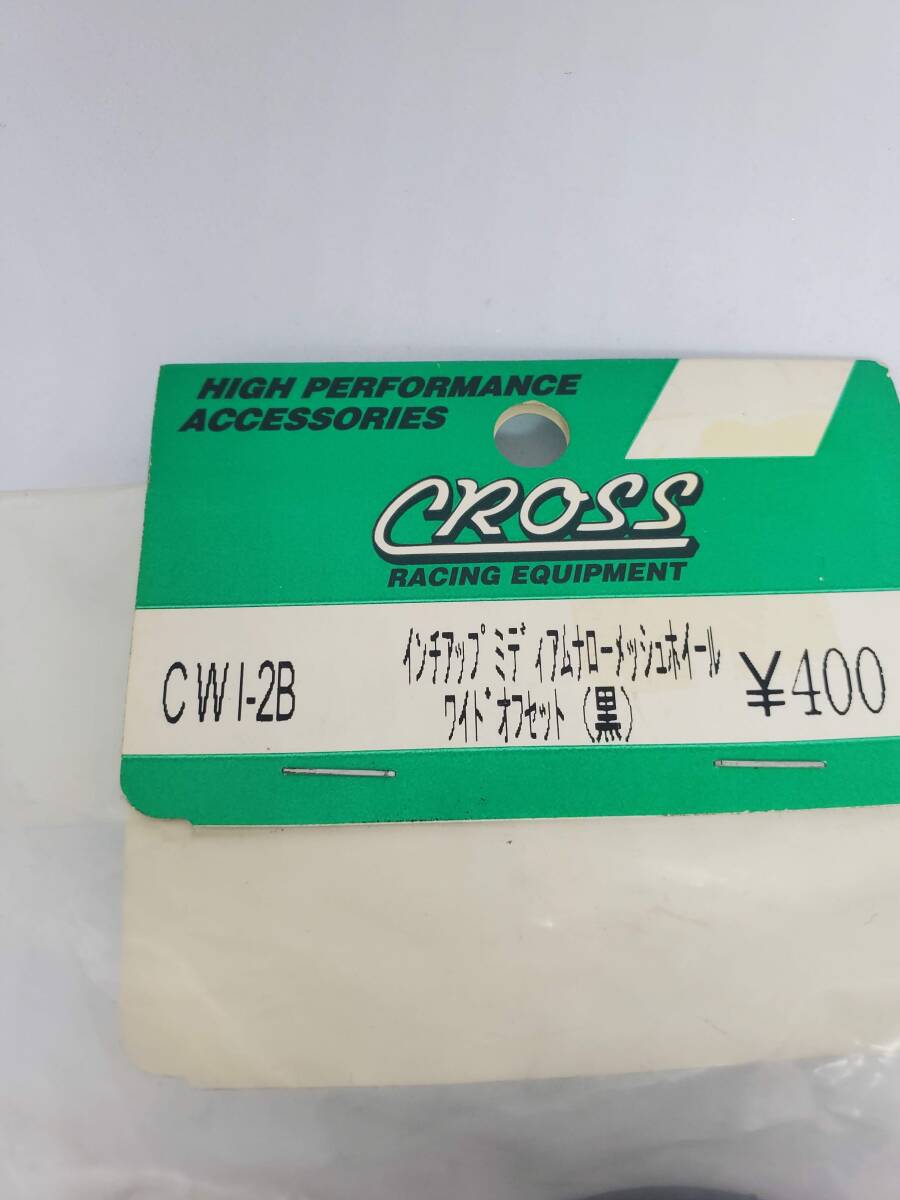 HIGH PERFORMANCE
ACCESSORIES
CROSS
RACING EQUIPMENT
CWI-2B
インチアップ ミディアムナローメッシュホイール
ワイドオフセット (黒)
¥400